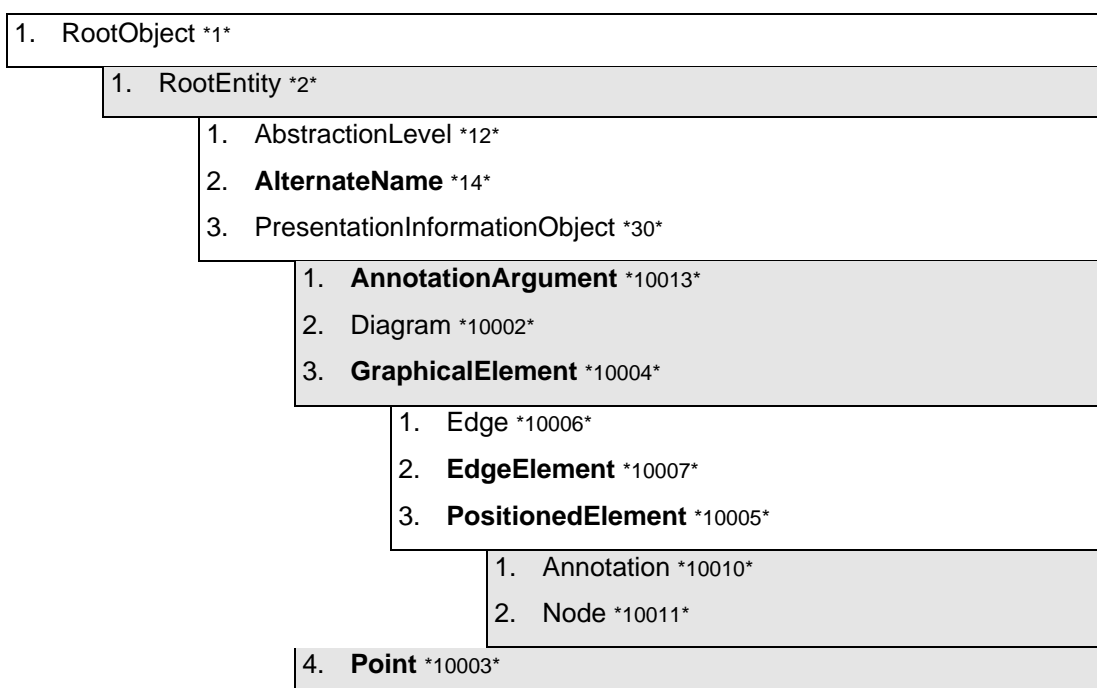 1. RootObject *1*
1. RootEntity *2*
1. AbstractionLevel *12*
2. AlternateName *14*
3. PresentationInformationObject *30*
1. AnnotationArgument *10013*
2. Diagram *10002*
3. GraphicalElement *10004*
1. Edge *10006*
2. EdgeElement *10007*
3. PositionedElement *10005*
1. Annotation *10010*
2. Node *10011*
4. Point *10003*